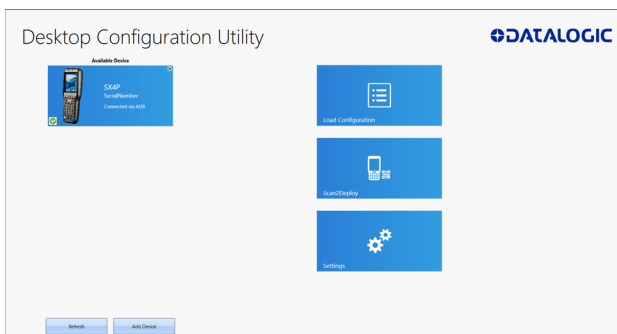 Desktop Configuration Utility
DATALOGIC
Available Device
SX4P
SerialNumber
Connected via ADB
Load Configuration
Scan2Deploy
Settings
Refresh
Add Device